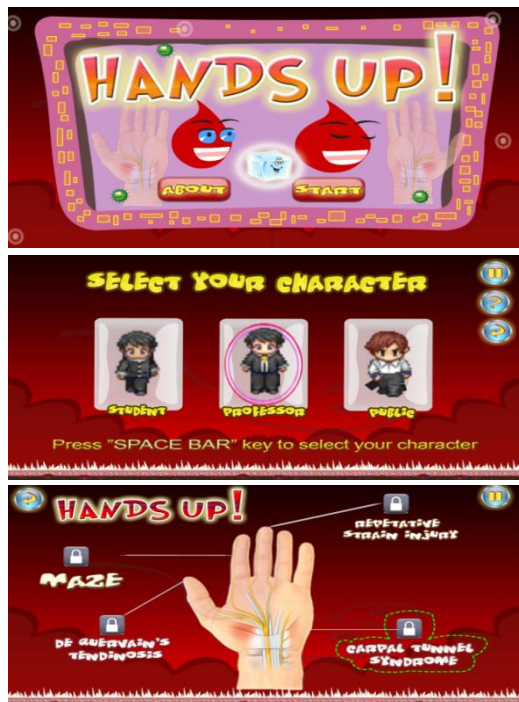 HANDS UP!
ABOUT
START
SELECT YOUR CHARACTER
STUDENT
PROFESSOR
PUBLIC
Press "SPACE BAR" key to select your character
HANDS UP!
REPETATIVE
STRAIN INJURY
MAZE
DE QUERVAIN'S
TENDINOSIS
CARPAL TUNNEL
SYNDROME